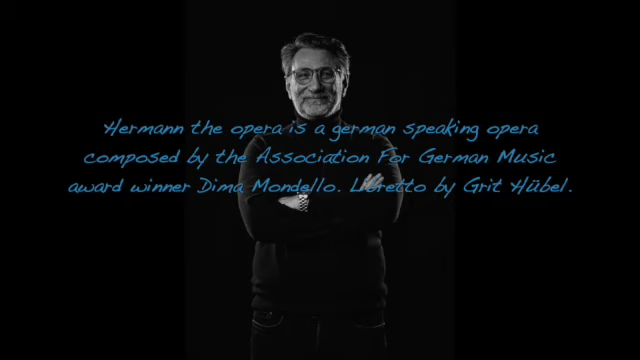 Hermann the opera is a german speaking opera
composed by the Association For German Music
award winner Dima Mondello. Libretto by Grit Hübel.